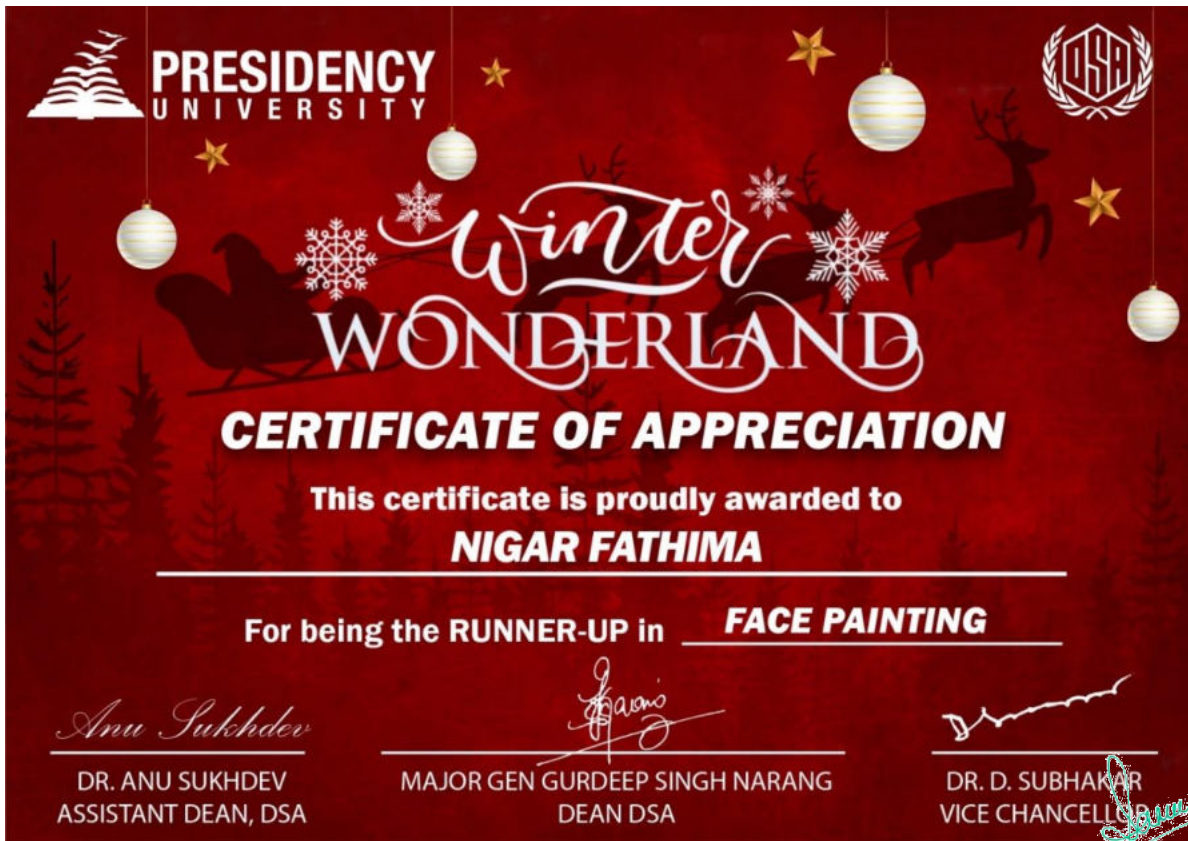 PRESIDENCY
UNIVERSITY
DSA
Winter
WONDERLAND
CERTIFICATE OF APPRECIATION
This certificate is proudly awarded to
NIGAR FATHIMA
For being the RUNNER-UP in FACE PAINTING
Anu Sukhdev
DR. ANU SUKHDEV
ASSISTANT DEAN, DSA
MAJOR GEN GURDEEP SINGH NARANG
DEAN DSA
DR. D. SUBHAKAR
VICE CHANCELLOR